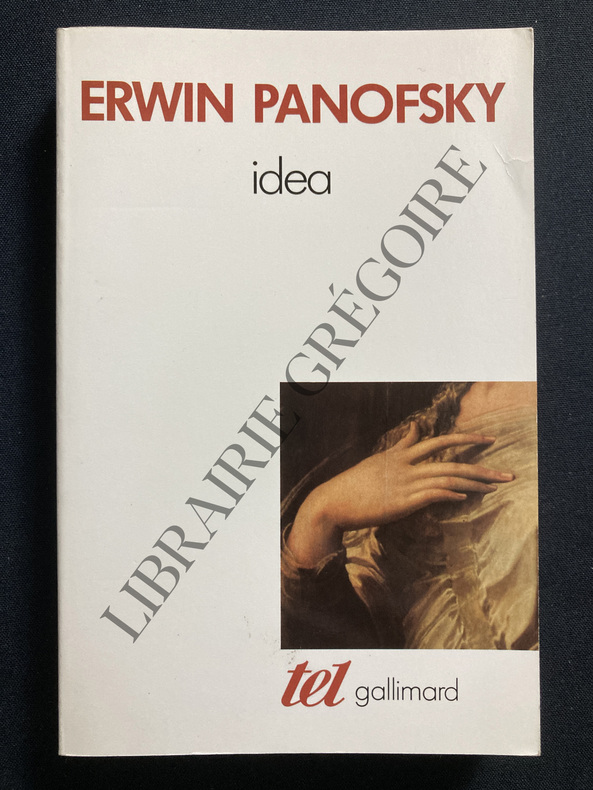 ERWIN PANOFSKY
idea
LIBRAIRIE GRÉGOIRE
tel gallimard